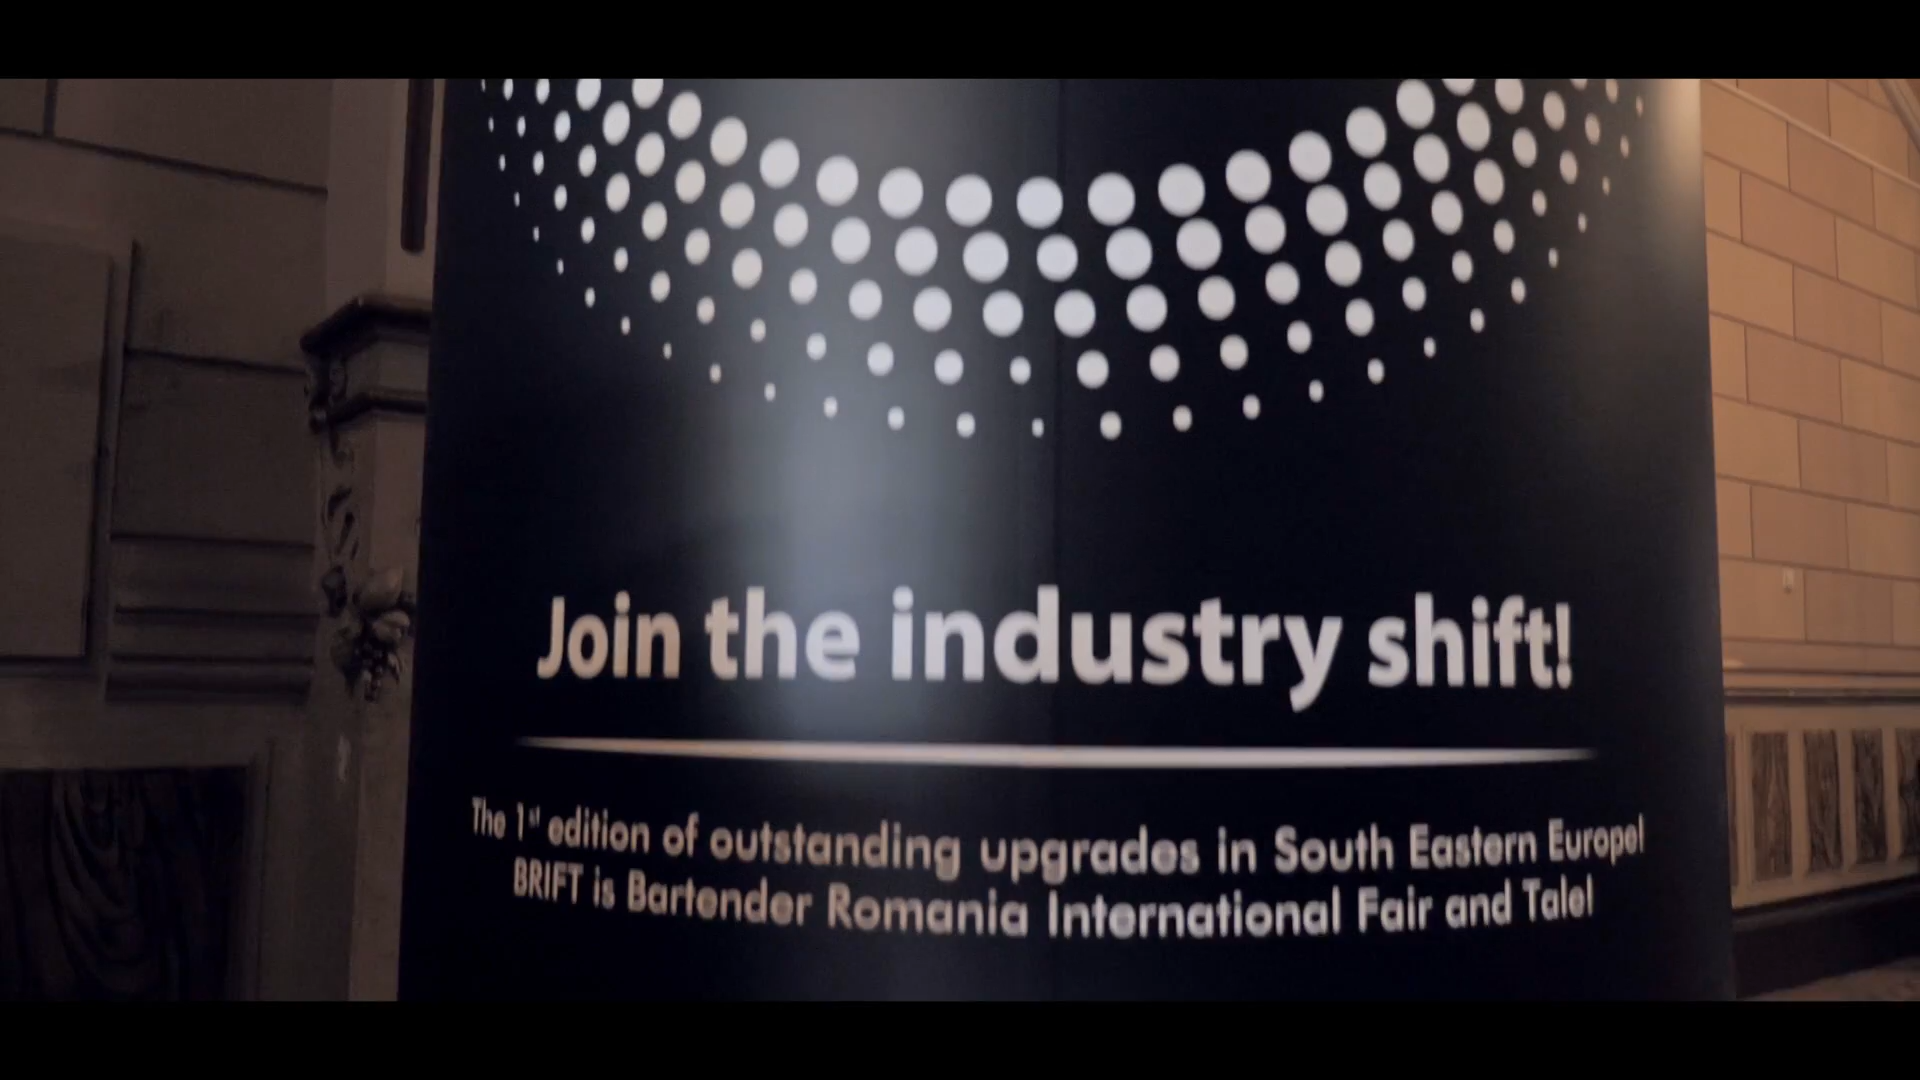 Join the industry shift!
The 1st edition of outstanding upgrades in South Eastern Europe!
BRIFT is Bartender Romania International Fair and Tale!